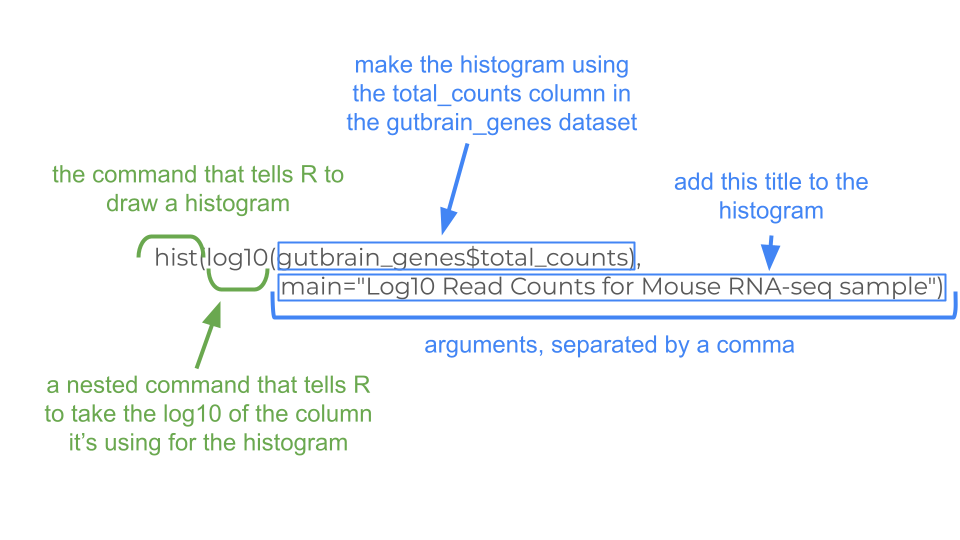 make the histogram using
the total_counts column in
the gutbrain_genes dataset
the command that tells R to
draw a histogram
add this title to the
histogram
hist(log10(gutbrain_genes$total_counts),
main="Log10 Read Counts for Mouse RNA-seq sample")
arguments, separated by a comma
a nested command that tells R
to take the log10 of the column
it’s using for the histogram